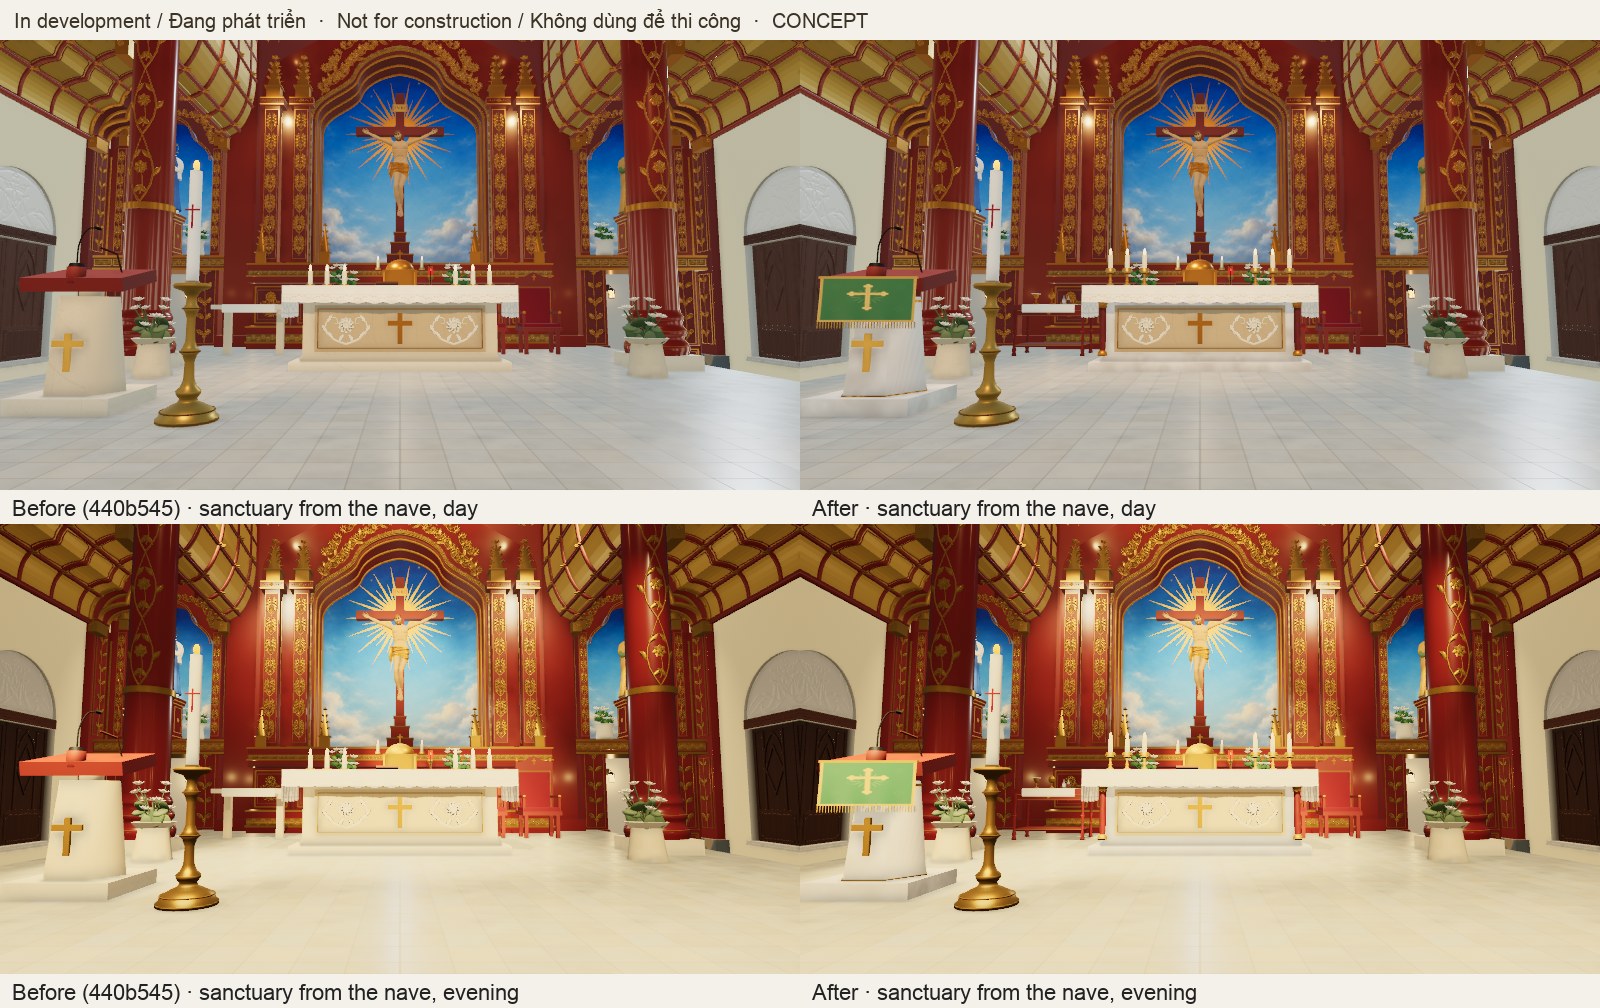 In development / Đang phát triển · Not for construction / Không dùng để thi công · CONCEPT
Before (440b545) · sanctuary from the nave, day
After · sanctuary from the nave, day
Before (440b545) · sanctuary from the nave, evening
After · sanctuary from the nave, evening